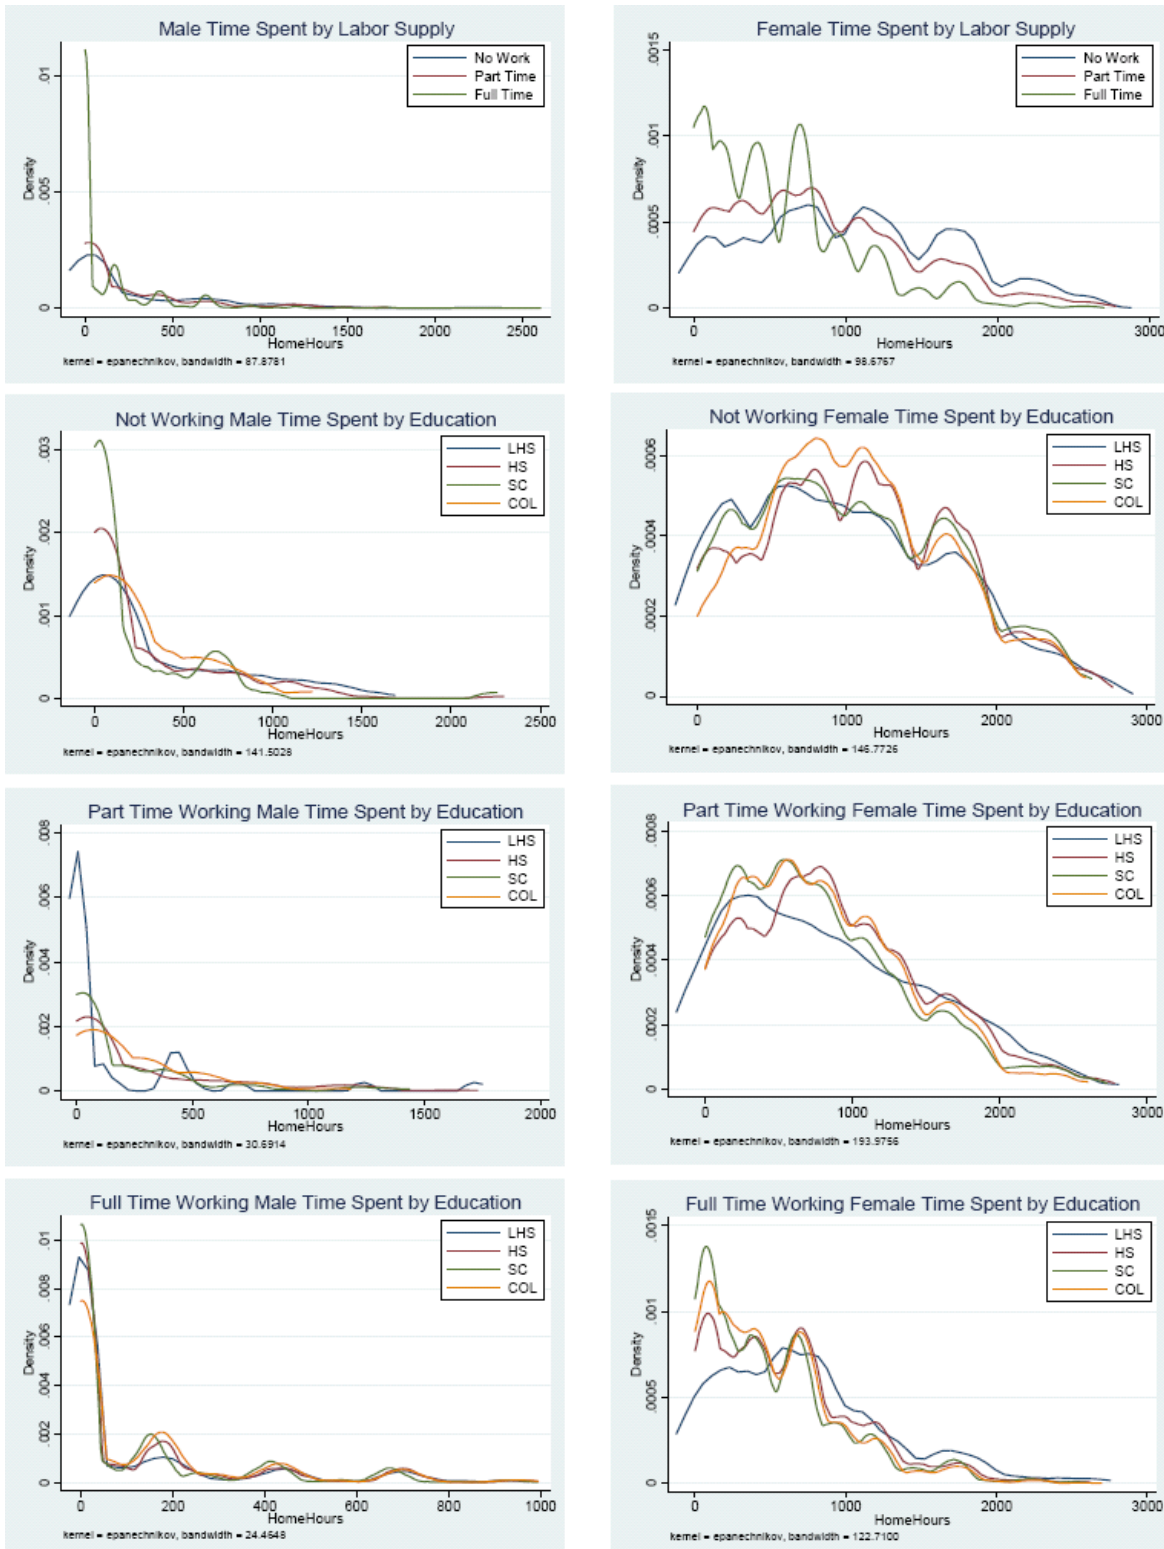 Male Time Spent by Labor Supply
No Work
Part Time
Full Time
Density
.01
.005
0
0 500 1000 1500 2000 2500
HomeHours
kernel = epanechnikov, bandwidth = 87.8781
Female Time Spent by Labor Supply
No Work
Part Time
Full Time
Density
.0015
.001
.0005
0
0 1000 2000 3000
HomeHours
kernel = epanechnikov, bandwidth = 98.6767
Not Working Male Time Spent by Education
LHS
HS
SC
COL
Density
.003
.002
.001
0
0 500 1000 1500 2000 2500
HomeHours
kernel = epanechnikov, bandwidth = 141.5028
Not Working Female Time Spent by Education
LHS
HS
SC
COL
Density
.0006
.0004
.0002
0
0 1000 2000 3000
HomeHours
kernel = epanechnikov, bandwidth = 146.7726
Part Time Working Male Time Spent by Education
LHS
HS
SC
COL
Density
.008
.006
.004
.002
0
0 500 1000 1500 2000
HomeHours
kernel = epanechnikov, bandwidth = 30.6914
Part Time Working Female Time Spent by Education
LHS
HS
SC
COL
Density
.0008
.0006
.0004
.0002
0
0 1000 2000 3000
HomeHours
kernel = epanechnikov, bandwidth = 193.9756
Full Time Working Male Time Spent by Education
LHS
HS
SC
COL
Density
.01
.008
.006
.004
.002
0
0 200 400 600 800 1000
HomeHours
kernel = epanechnikov, bandwidth = 24.4648
Full Time Working Female Time Spent by Education
LHS
HS
SC
COL
Density
.0015
.001
.0005
0
0 1000 2000 3000
HomeHours
kernel = epanechnikov, bandwidth = 122.7100